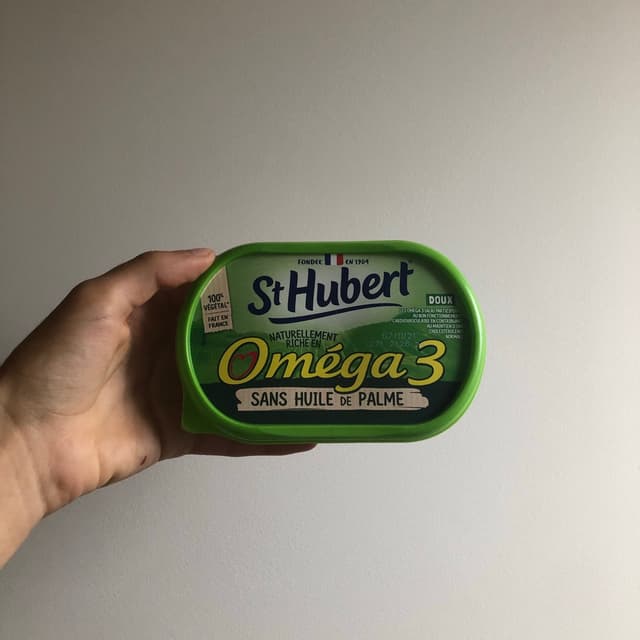 FONDÉE EN 1904
St Hubert
100%
VÉGÉTAL*
FAIT EN
FRANCE
DOUX
NATURELLEMENT
RICHE EN
Oméga 3
SANS HUILE DE PALME